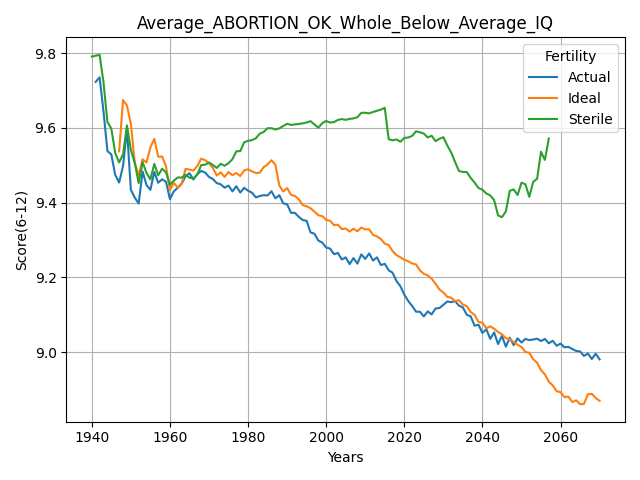 Average_ABORTION_OK_Whole_Below_Average_IQ
Fertility
Actual
Ideal
Sterile
Score(6-12)
9.8
9.6
9.4
9.2
9.0
1940 1960 1980 2000 2020 2040 2060
Years